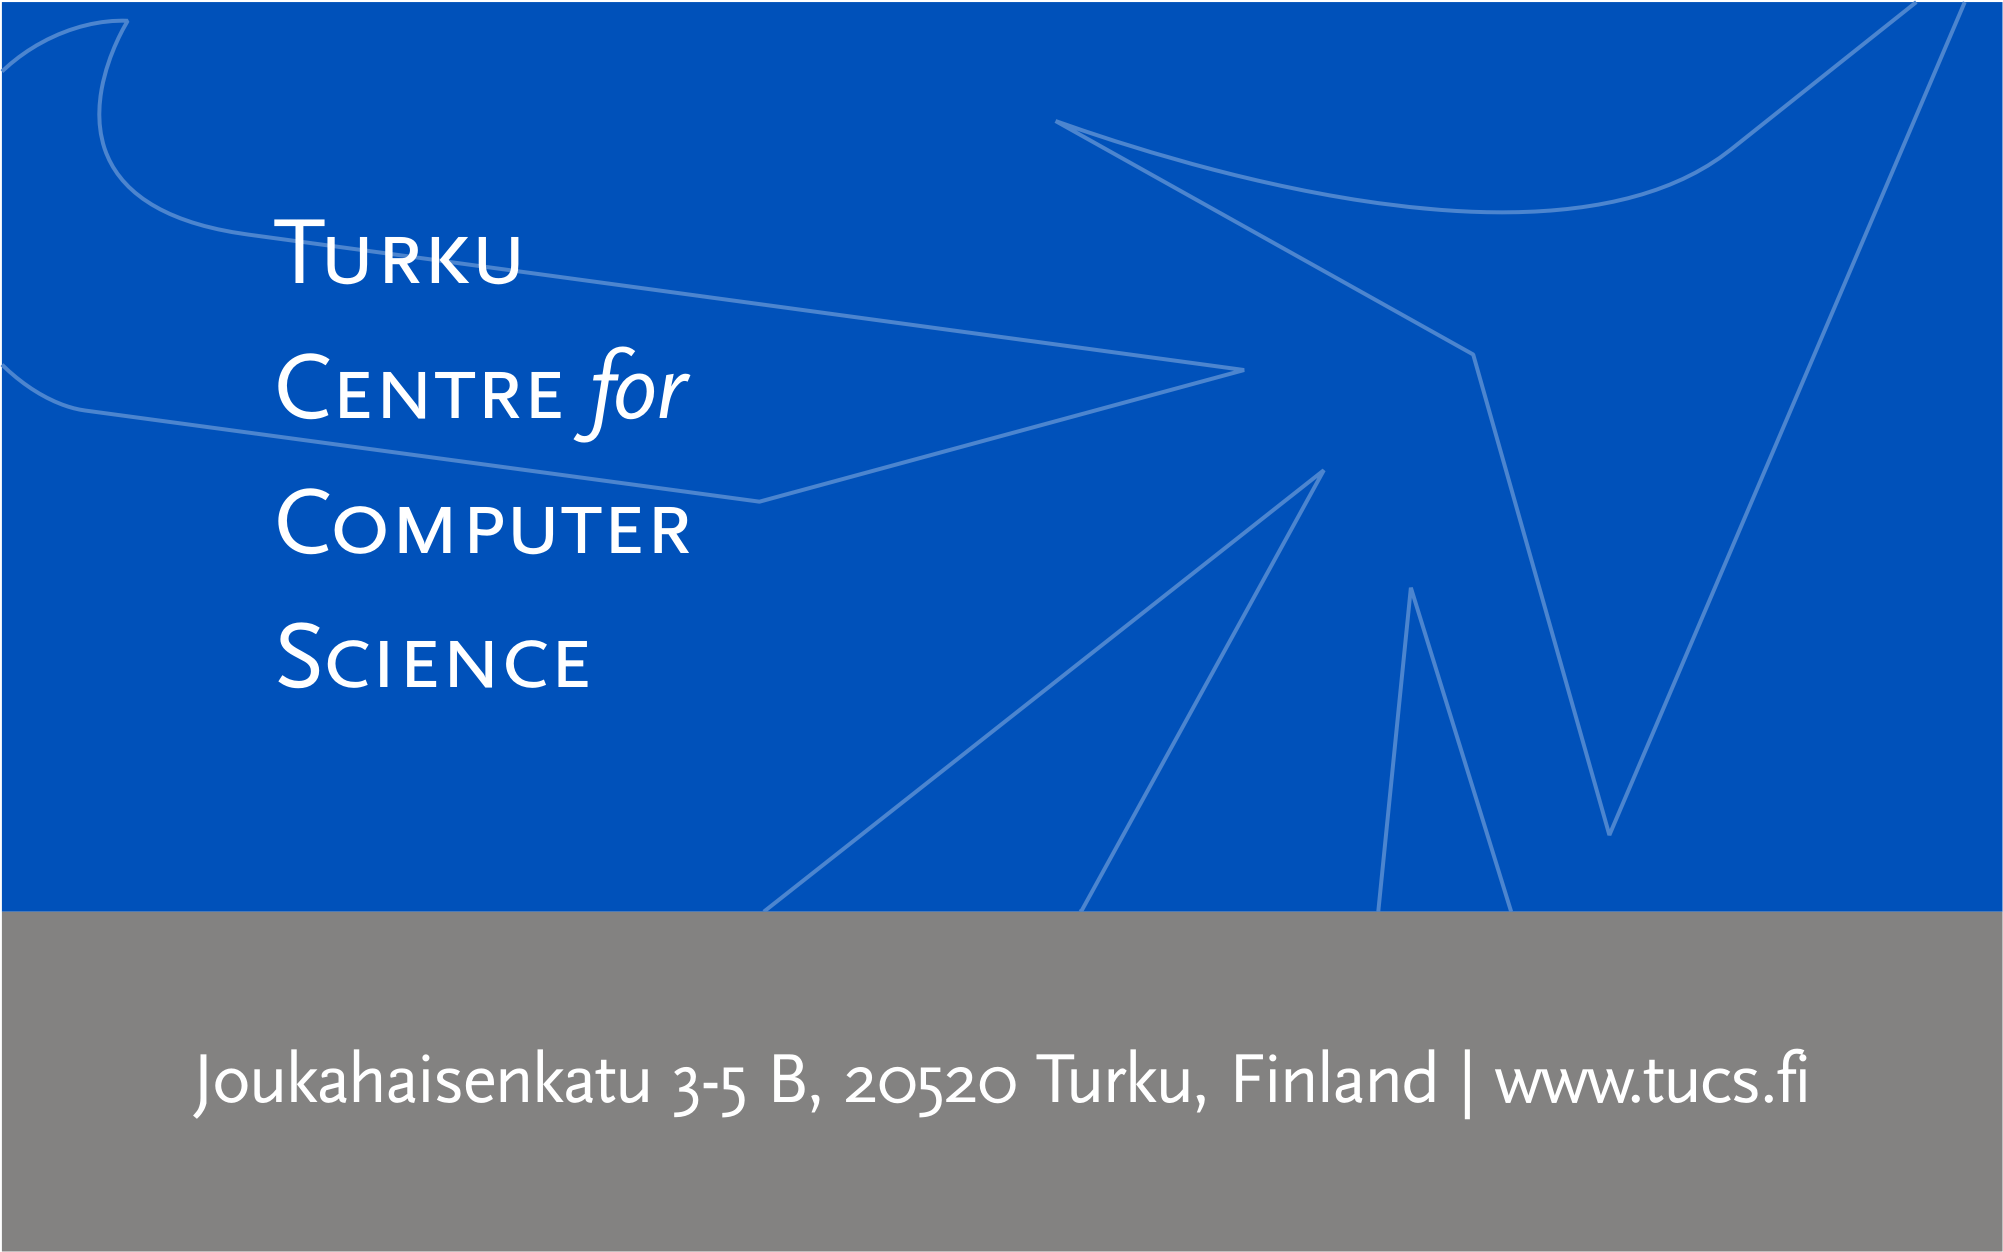 Turku
Centre for
Computer
Science
Joukahaisenkatu 3-5 B, 20520 Turku, Finland | www.tucs.fi